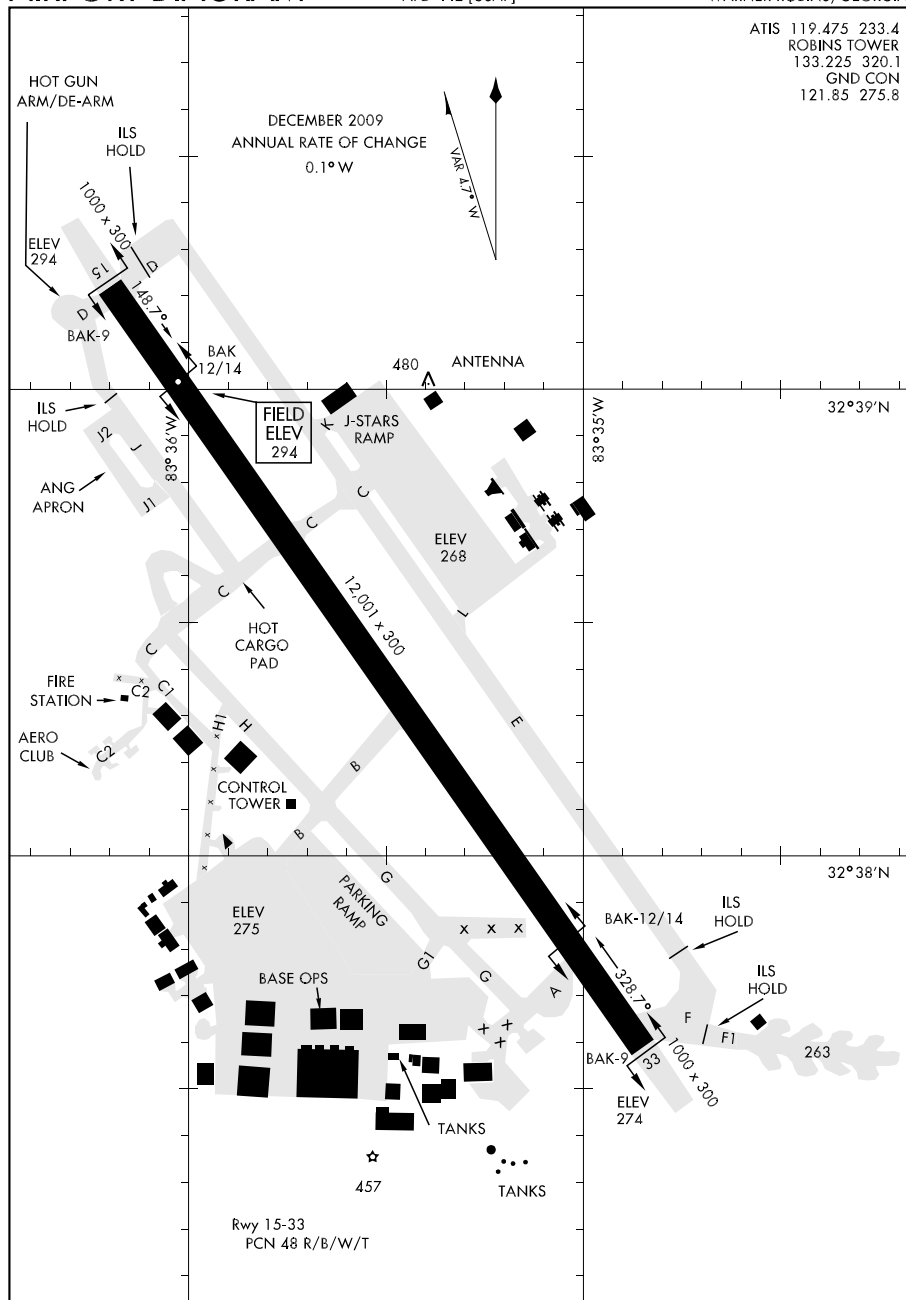 ATIS 119.475 233.4
ROBINS TOWER
133.225 320.1
GND CON
121.85 275.8
HOT GUN
ARM/DE-ARM
ILS
HOLD
DECEMBER 2009
ANNUAL RATE OF CHANGE
0.1° W
VAR 4.7° W
1000 x 300
ELEV
294
15
D
D
148.7°
BAK-9
BAK
12/14
480
ANTENNA
ILS
HOLD
83° 36'W
FIELD
ELEV
294
K
J-STARS
RAMP
83° 35'W
32° 39'N
J2
J
J1
ANG
APRON
C
C
ELEV
268
C
HOT
CARGO
PAD
12,001 x 300
L
C
FIRE
STATION
C2
C1
H1
H
E
AERO
CLUB
C2
B
CONTROL
TOWER
B
G
32° 38'N
PARKING
RAMP
ELEV
275
X X X
BAK-12/14
ILS
HOLD
G1
G
A
328.7°
BASE OPS
ILS
HOLD
F
F1
X X
X
263
BAK-9
33
1000 x 300
ELEV
274
TANKS
457
TANKS
Rwy 15-33
PCN 48 R/B/W/T